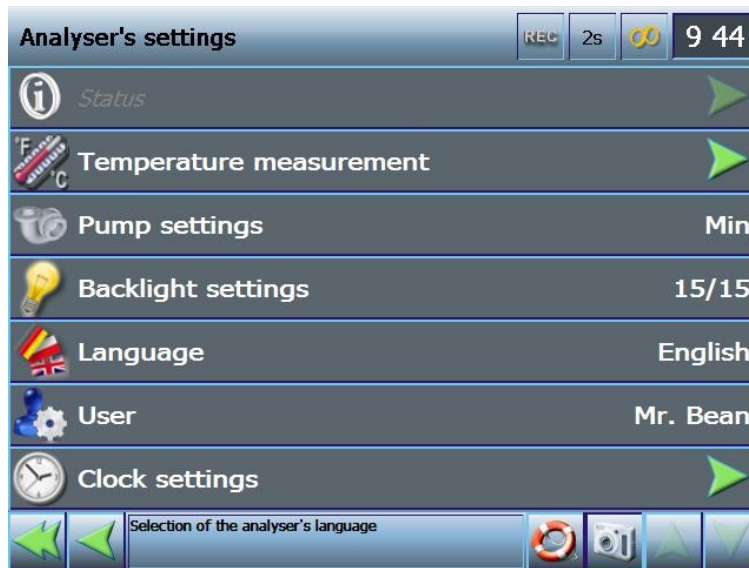 Analyser's settings
REC 2s 9 44
Status
°F °C
Temperature measurement
Pump settings Min
Backlight settings 15/15
Language English
User Mr. Bean
Clock settings
Selection of the analyser's language